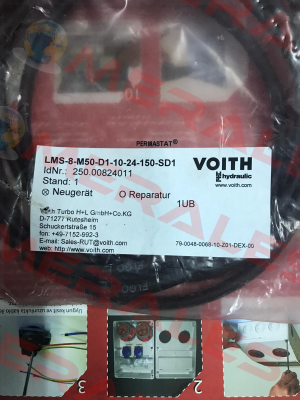 PERMASTAT®
LMS-8-M50-D1-10-24-150-SD1
IdNr.: 250.00824011
Stand: 1
Neugerät
Reparatur
1UB
VOITH
hydraulic
www.voith.com
Voith Turbo H+L GmbH+Co.KG
D-71277 Rutesheim
Schuckertstraße 15
fon: +49-7152-992-3
E-Mail: Sales-RUT@voith.com
web: http://www.voith.com
79-0046-0068-10-Z01-DEX-00
3
2